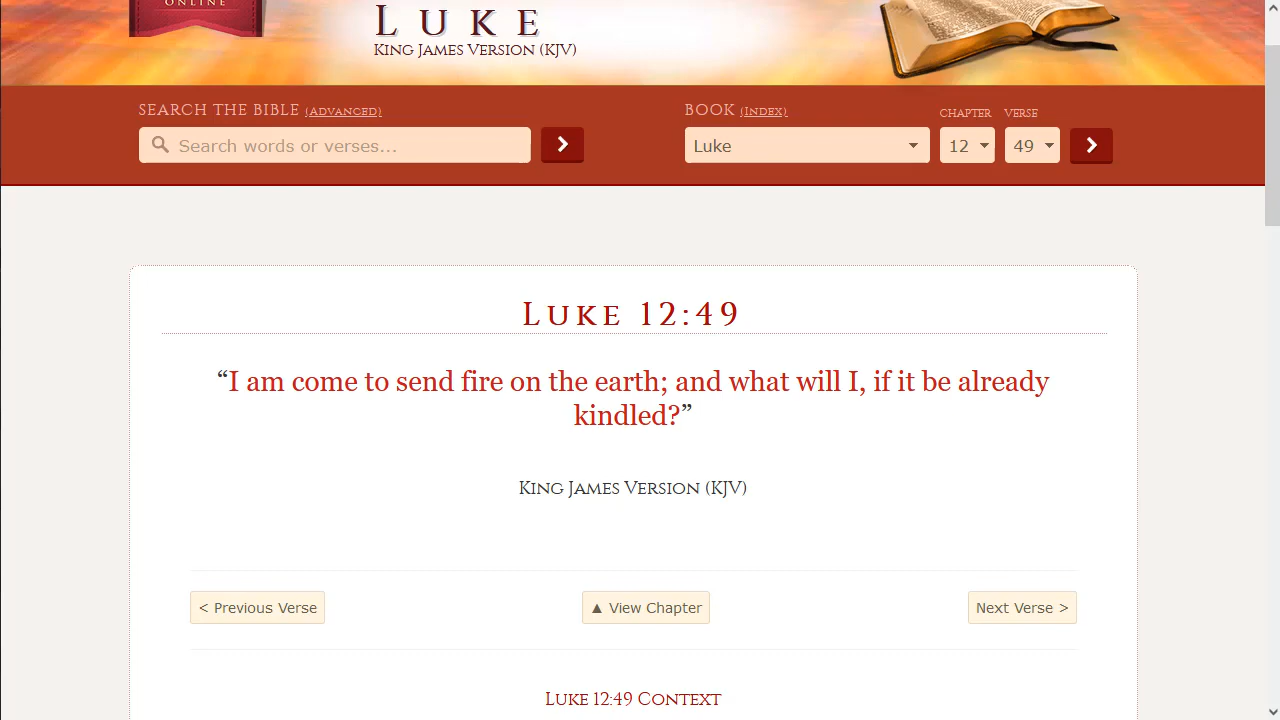 ONLINE
Luke
King James Version (KJV)
SEARCH THE BIBLE (Advanced)
BOOK (Index)
CHAPTER VERSE
Search words or verses...
Luke
12
49
Luke 12:49
“I am come to send fire on the earth; and what will I, if it be already
kindled?”
King James Version (KJV)
< Previous Verse
▲ View Chapter
Next Verse >
Luke 12:49 Context